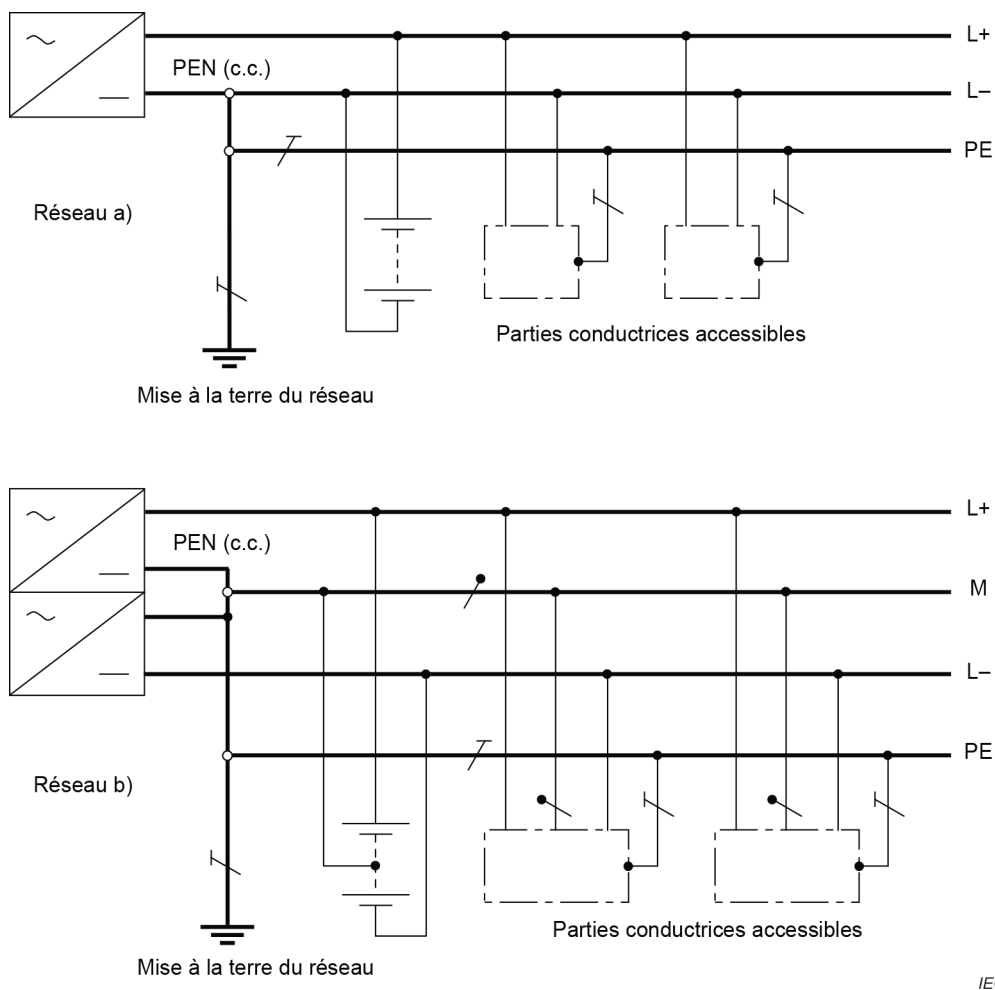 L+
PEN (c.c.)
L–
PE
Réseau a)
Parties conductrices accessibles
Mise à la terre du réseau
L+
PEN (c.c.)
M
L–
PE
Réseau b)
Parties conductrices accessibles
Mise à la terre du réseau